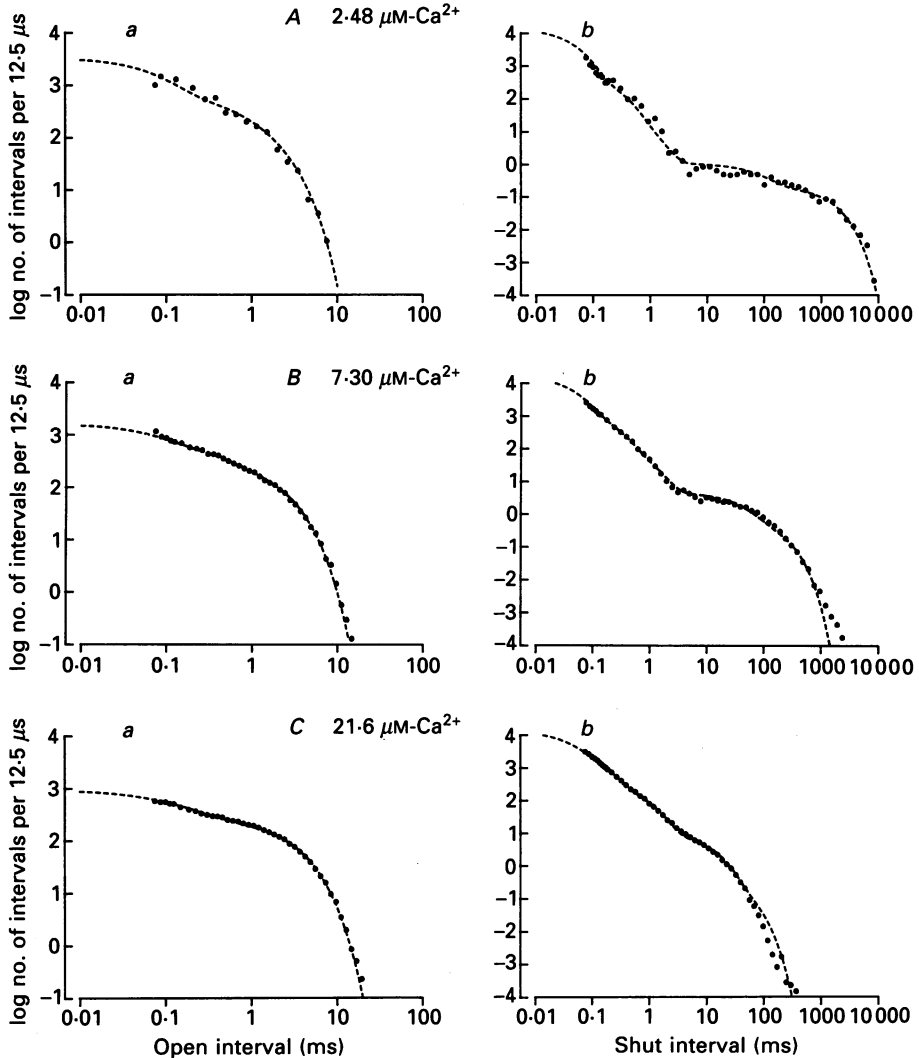 A 2·48 μM-Ca2+
a
b
log no. of intervals per 12·5 μs
4
3
2
1
0
−1
0·01 0·1 1 10 100
4
3
2
1
0
−1
−2
−3
−4
0·01 0·1 1 10 100 1000 10000
B 7·30 μM-Ca2+
a
b
log no. of intervals per 12·5 μs
4
3
2
1
0
−1
0·01 0·1 1 10 100
4
3
2
1
0
−1
−2
−3
−4
0·01 0·1 1 10 100 1000 10000
C 21·6 μM-Ca2+
a
b
log no. of intervals per 12·5 μs
4
3
2
1
0
−1
0·01 0·1 1 10 100
Open interval (ms)
4
3
2
1
0
−1
−2
−3
−4
0·01 0·1 1 10 100 1000 10000
Shut interval (ms)